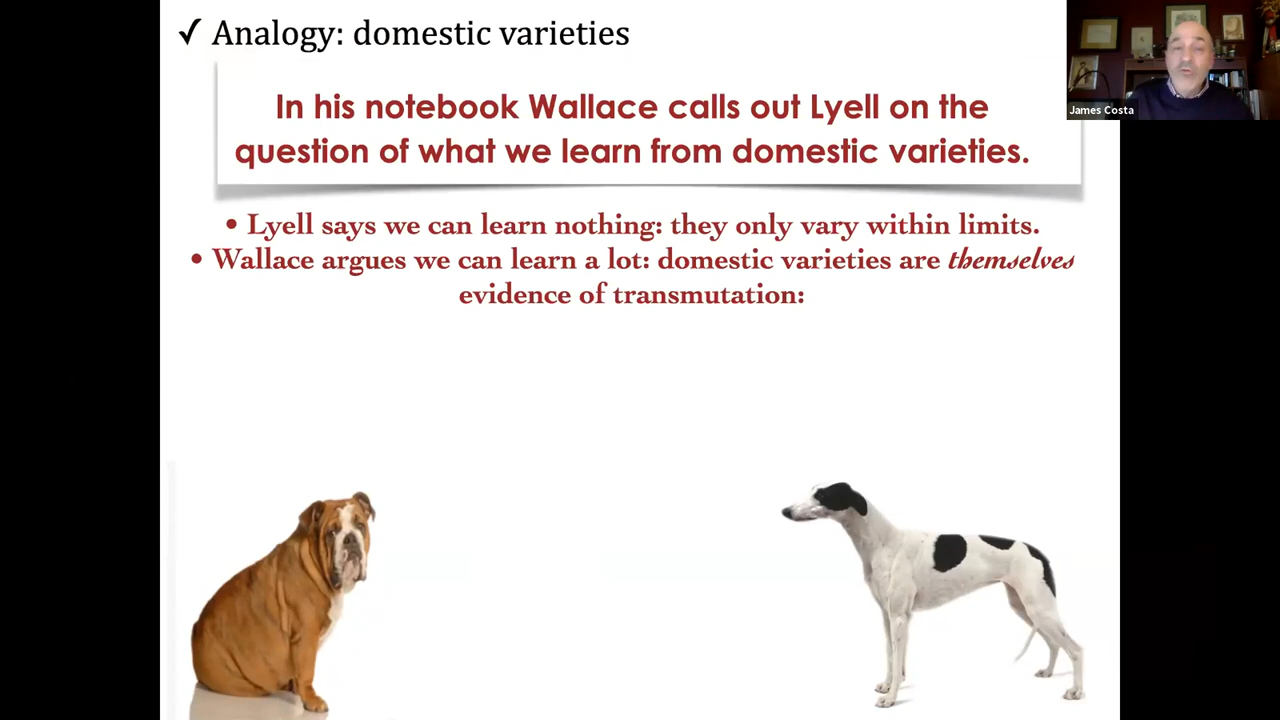 ✓ Analogy: domestic varieties
In his notebook Wallace calls out Lyell on the
question of what we learn from domestic varieties.
• Lyell says we can learn nothing: they only vary within limits.
• Wallace argues we can learn a lot: domestic varieties are themselves
evidence of transmutation:
James Costa